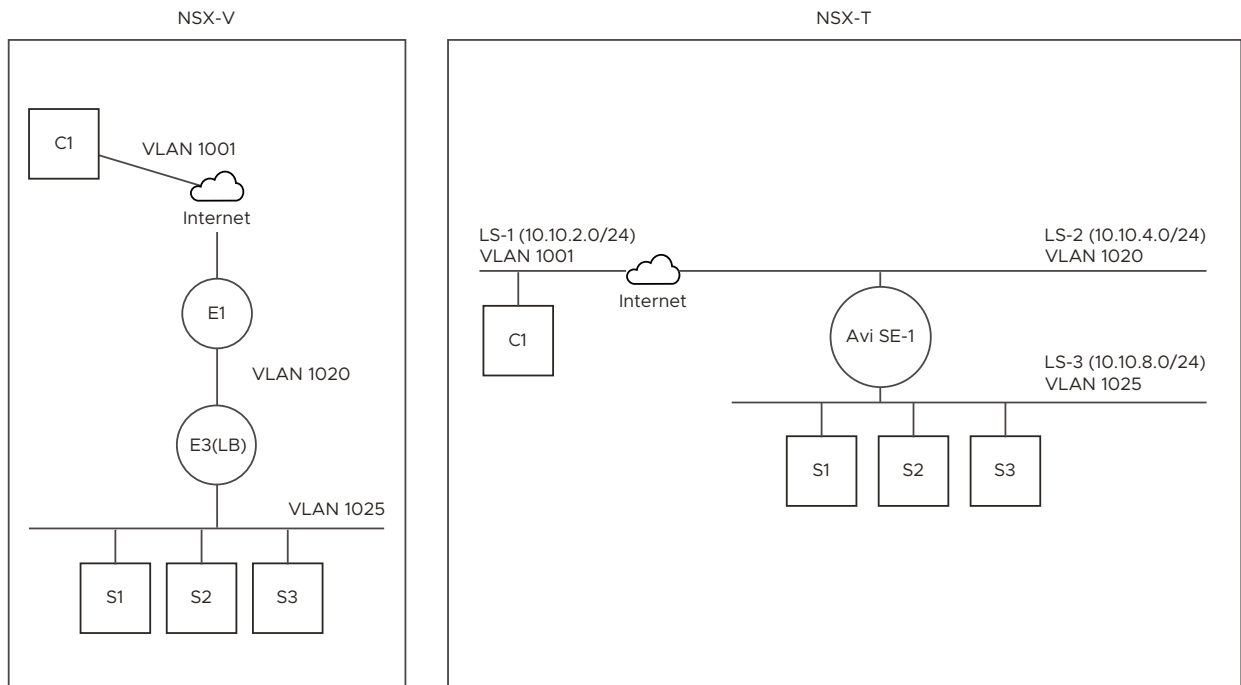 NSX-V
C1
VLAN 1001
Internet
E1
VLAN 1020
E3(LB)
VLAN 1025
S1
S2
S3
NSX-T
LS-1 (10.10.2.0/24)
VLAN 1001
Internet
LS-2 (10.10.4.0/24)
VLAN 1020
C1
Avi SE-1
LS-3 (10.10.8.0/24)
VLAN 1025
S1
S2
S3